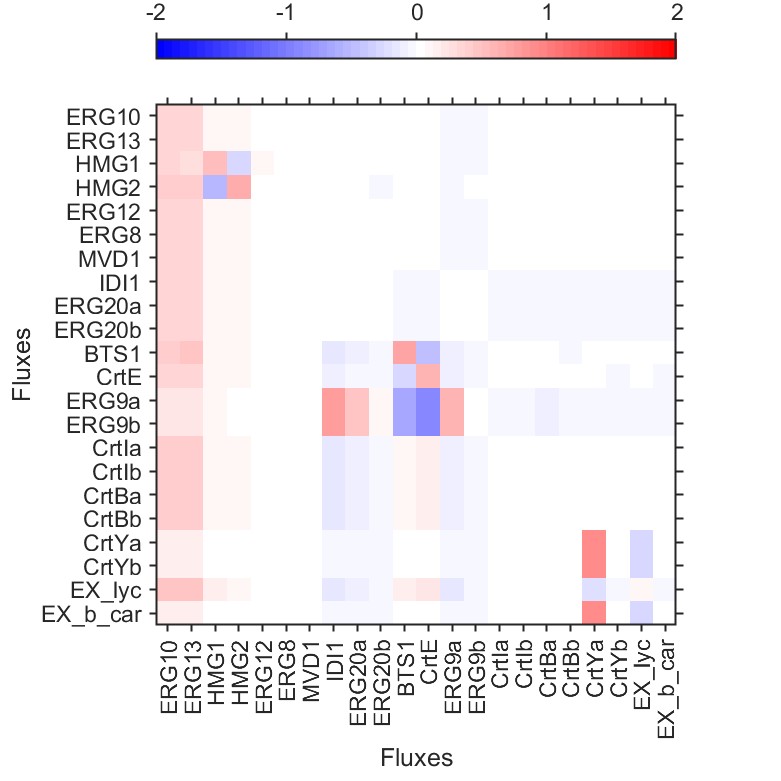 -2 -1 0 1 2
ERG10
ERG13
HMG1
HMG2
ERG12
ERG8
MVD1
IDI1
ERG20a
ERG20b
BTS1
CrtE
ERG9a
ERG9b
CrtIa
CrtIb
CrtBa
CrtBb
CrtYa
CrtYb
EX_lyc
EX_b_car
Fluxes
ERG10
ERG13
HMG1
HMG2
ERG12
ERG8
MVD1
IDI1
ERG20a
ERG20b
BTS1
CrtE
ERG9a
ERG9b
CrtIa
CrtIb
CrtBa
CrtBb
CrtYa
CrtYb
EX_lyc
EX_b_car
Fluxes